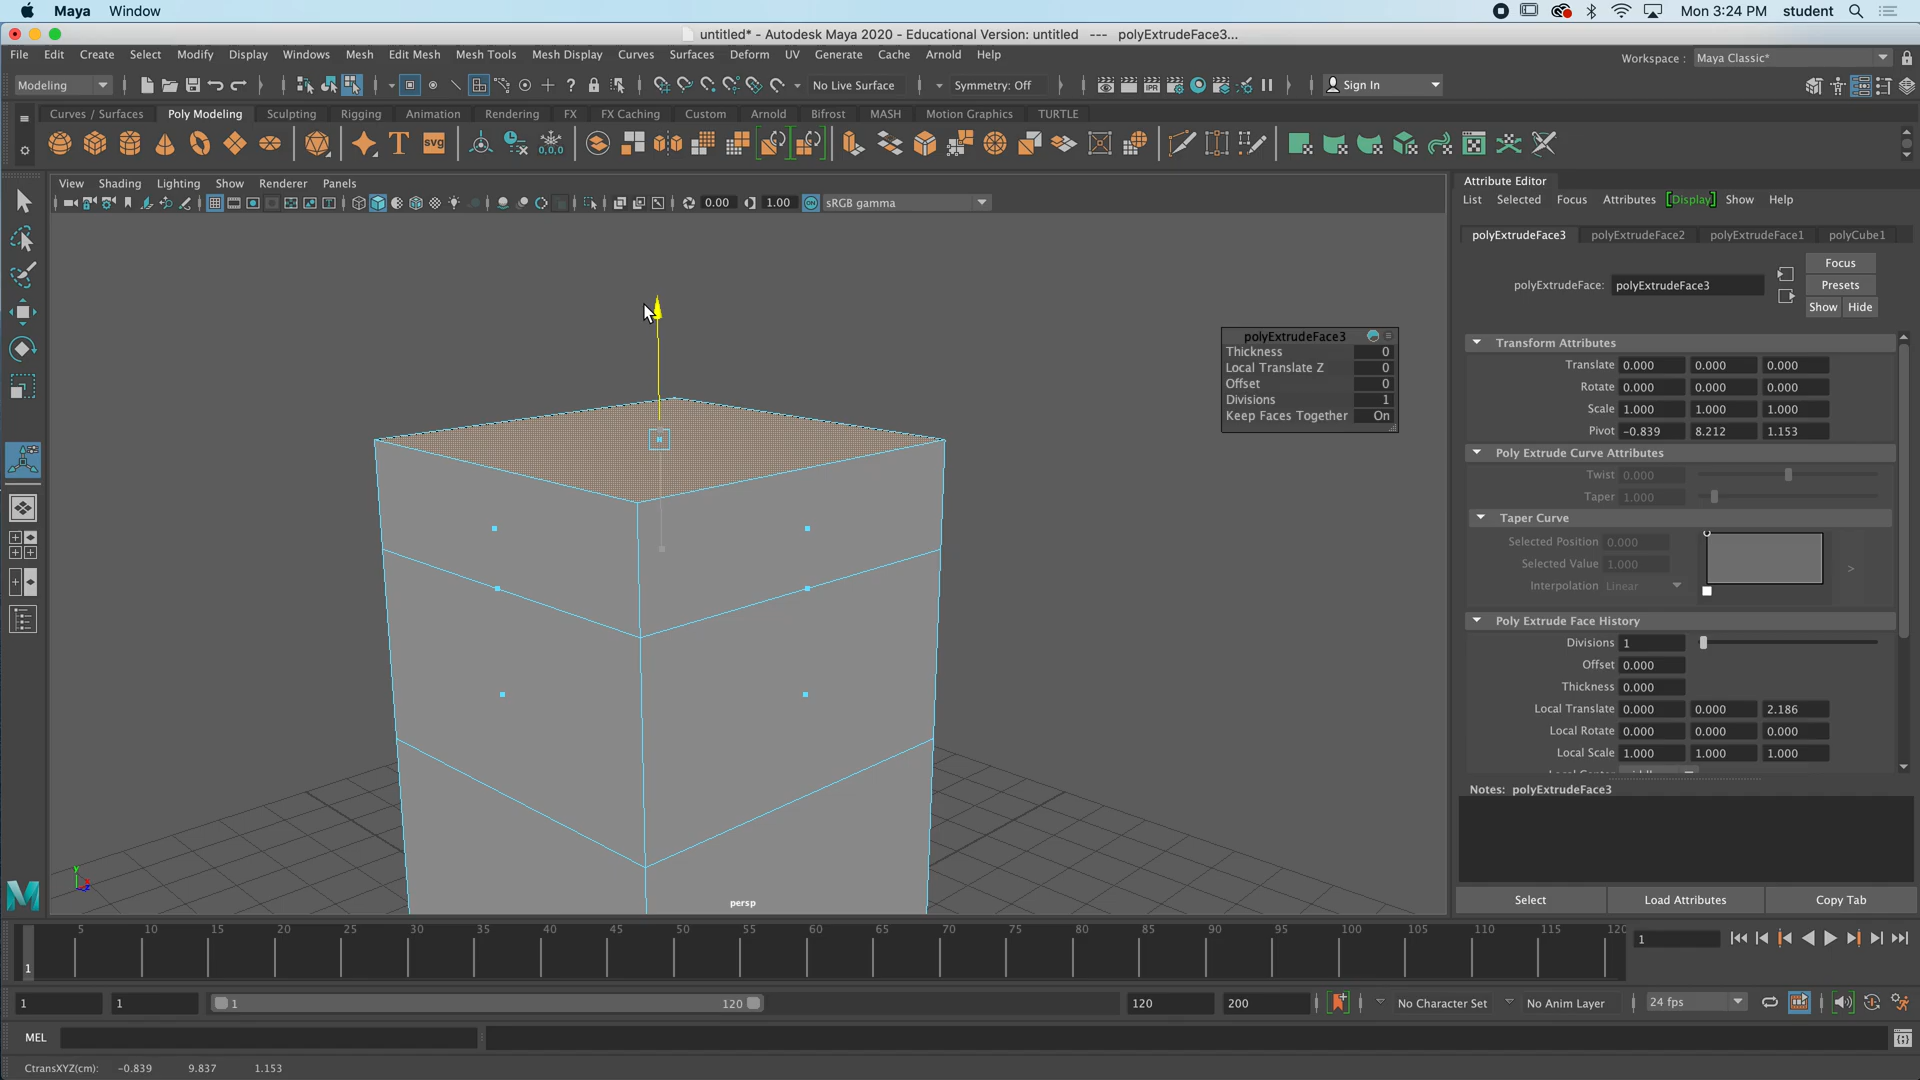 Maya Window
Mon 3:24 PM student
untitled* - Autodesk Maya 2020 - Educational Version: untitled --- polyExtrudeFace3...
File Edit Create Select Modify Display Windows Mesh Edit Mesh Mesh Tools Mesh Display Curves Surfaces Deform UV Generate Cache Arnold Help
Workspace : Maya Classic*
Modeling
No Live Surface
Symmetry: Off
Sign In
Curves / Surfaces Poly Modeling Sculpting Rigging Animation Rendering FX FX Caching Custom Arnold Bifrost MASH Motion Graphics TURTLE
SVG
0,0,0
View Shading Lighting Show Renderer Panels
0.00 1.00 ON sRGB gamma
Attribute Editor
List Selected Focus Attributes [Display] Show Help
polyExtrudeFace3 polyExtrudeFace2 polyExtrudeFace1 polyCube1
Focus
polyExtrudeFace: polyExtrudeFace3 Presets
Show Hide
Transform Attributes
Translate 0.000 0.000 0.000
Rotate 0.000 0.000 0.000
Scale 1.000 1.000 1.000
Pivot -0.839 8.212 1.153
Poly Extrude Curve Attributes
Twist 0.000
Taper 1.000
Taper Curve
Selected Position 0.000
Selected Value 1.000
Interpolation Linear
>
Poly Extrude Face History
Divisions 1
Offset 0.000
Thickness 0.000
Local Translate 0.000 0.000 2.186
Local Rotate 0.000 0.000 0.000
Local Scale 1.000 1.000 1.000
Notes: polyExtrudeFace3
Select Load Attributes Copy Tab
polyExtrudeFace3
Thickness 0
Local Translate Z 0
Offset 0
Divisions 1
Keep Faces Together On
y
x
z
persp
5 10 15 20 25 30 35 40 45 50 55 60 65 70 75 80 85 90 95 100 105 110 115 120
1
1
1 1 1 120 120 200 No Character Set No Anim Layer 24 fps
MEL
CtransXYZ(cm): -0.839 9.837 1.153